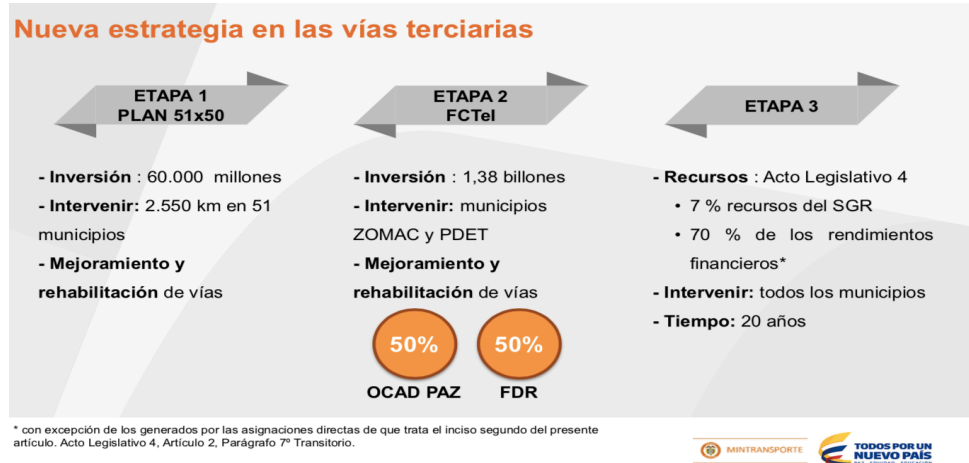 Nueva estrategia en las vías terciarias
ETAPA 1
PLAN 51x50
- Inversión : 60.000 millones
- Intervenir: 2.550 km en 51
municipios
- Mejoramiento y
rehabilitación de vías
ETAPA 2
FCTeI
- Inversión : 1,38 billones
- Intervenir: municipios
ZOMAC y PDET
- Mejoramiento y
rehabilitación de vías
50%
OCAD PAZ
50%
FDR
ETAPA 3
- Recursos : Acto Legislativo 4
• 7 % recursos del SGR
• 70 % de los rendimientos
financieros*
- Intervenir: todos los municipios
- Tiempo: 20 años
* con excepción de los generados por las asignaciones directas de que trata el inciso segundo del presente
artículo. Acto Legislativo 4, Artículo 2, Parágrafo 7º Transitorio.
MINTRANSPORTE
TODOS POR UN
NUEVO PAÍS
PAZ EQUIDAD EDUCACIÓN